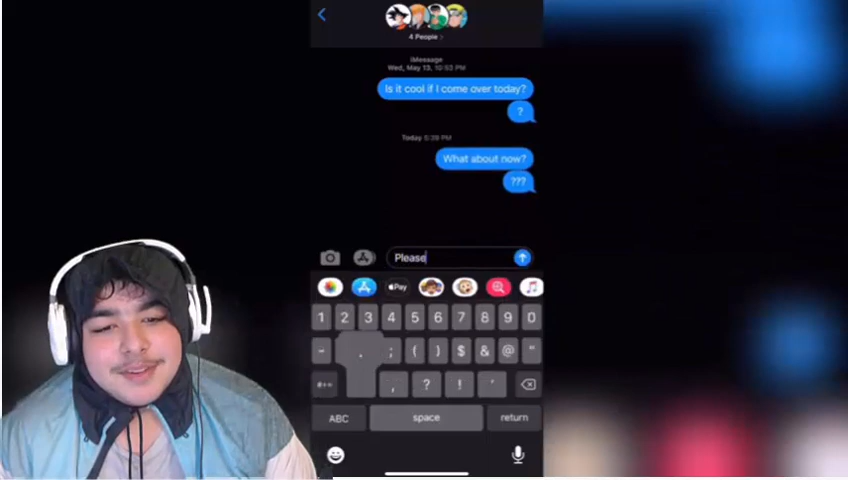 4 People
iMessage
Wed, May 13, 10:53 PM
Is it cool if I come over today?
?
Today 5:39 PM
What about now?
???
Please
Pay
1 2 3 4 5 6 7 8 9 0
- . ; ( ) $ & @ "
#+= , ? ! '
ABC space return